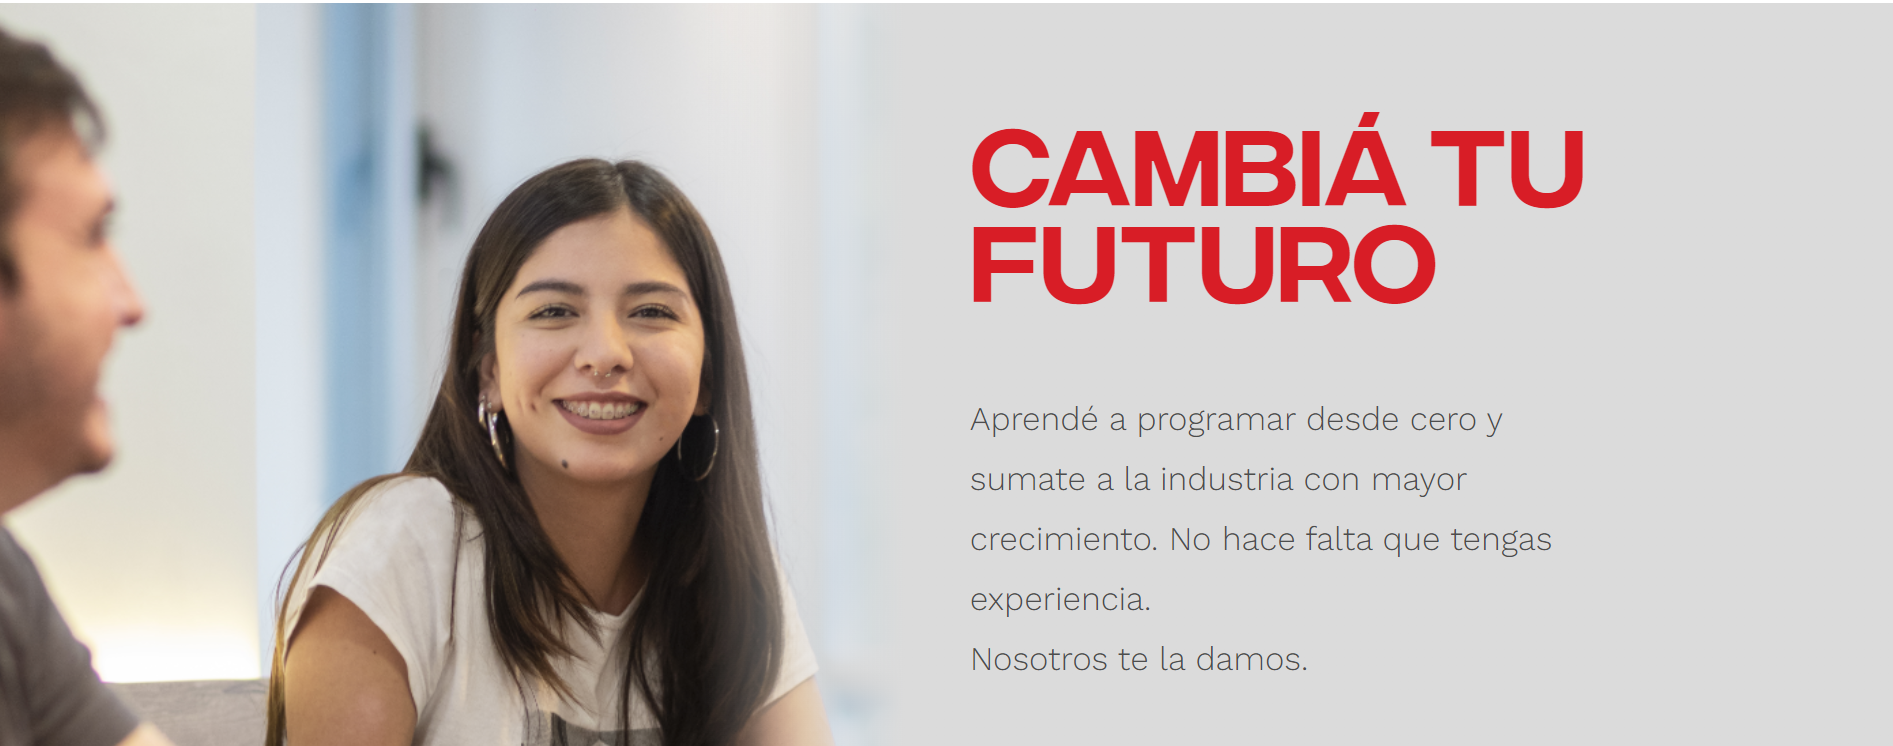 CAMBIÁ TU
FUTURO
Aprendé a programar desde cero y
sumate a la industria con mayor
crecimiento. No hace falta que tengas
experiencia.
Nosotros te la damos.